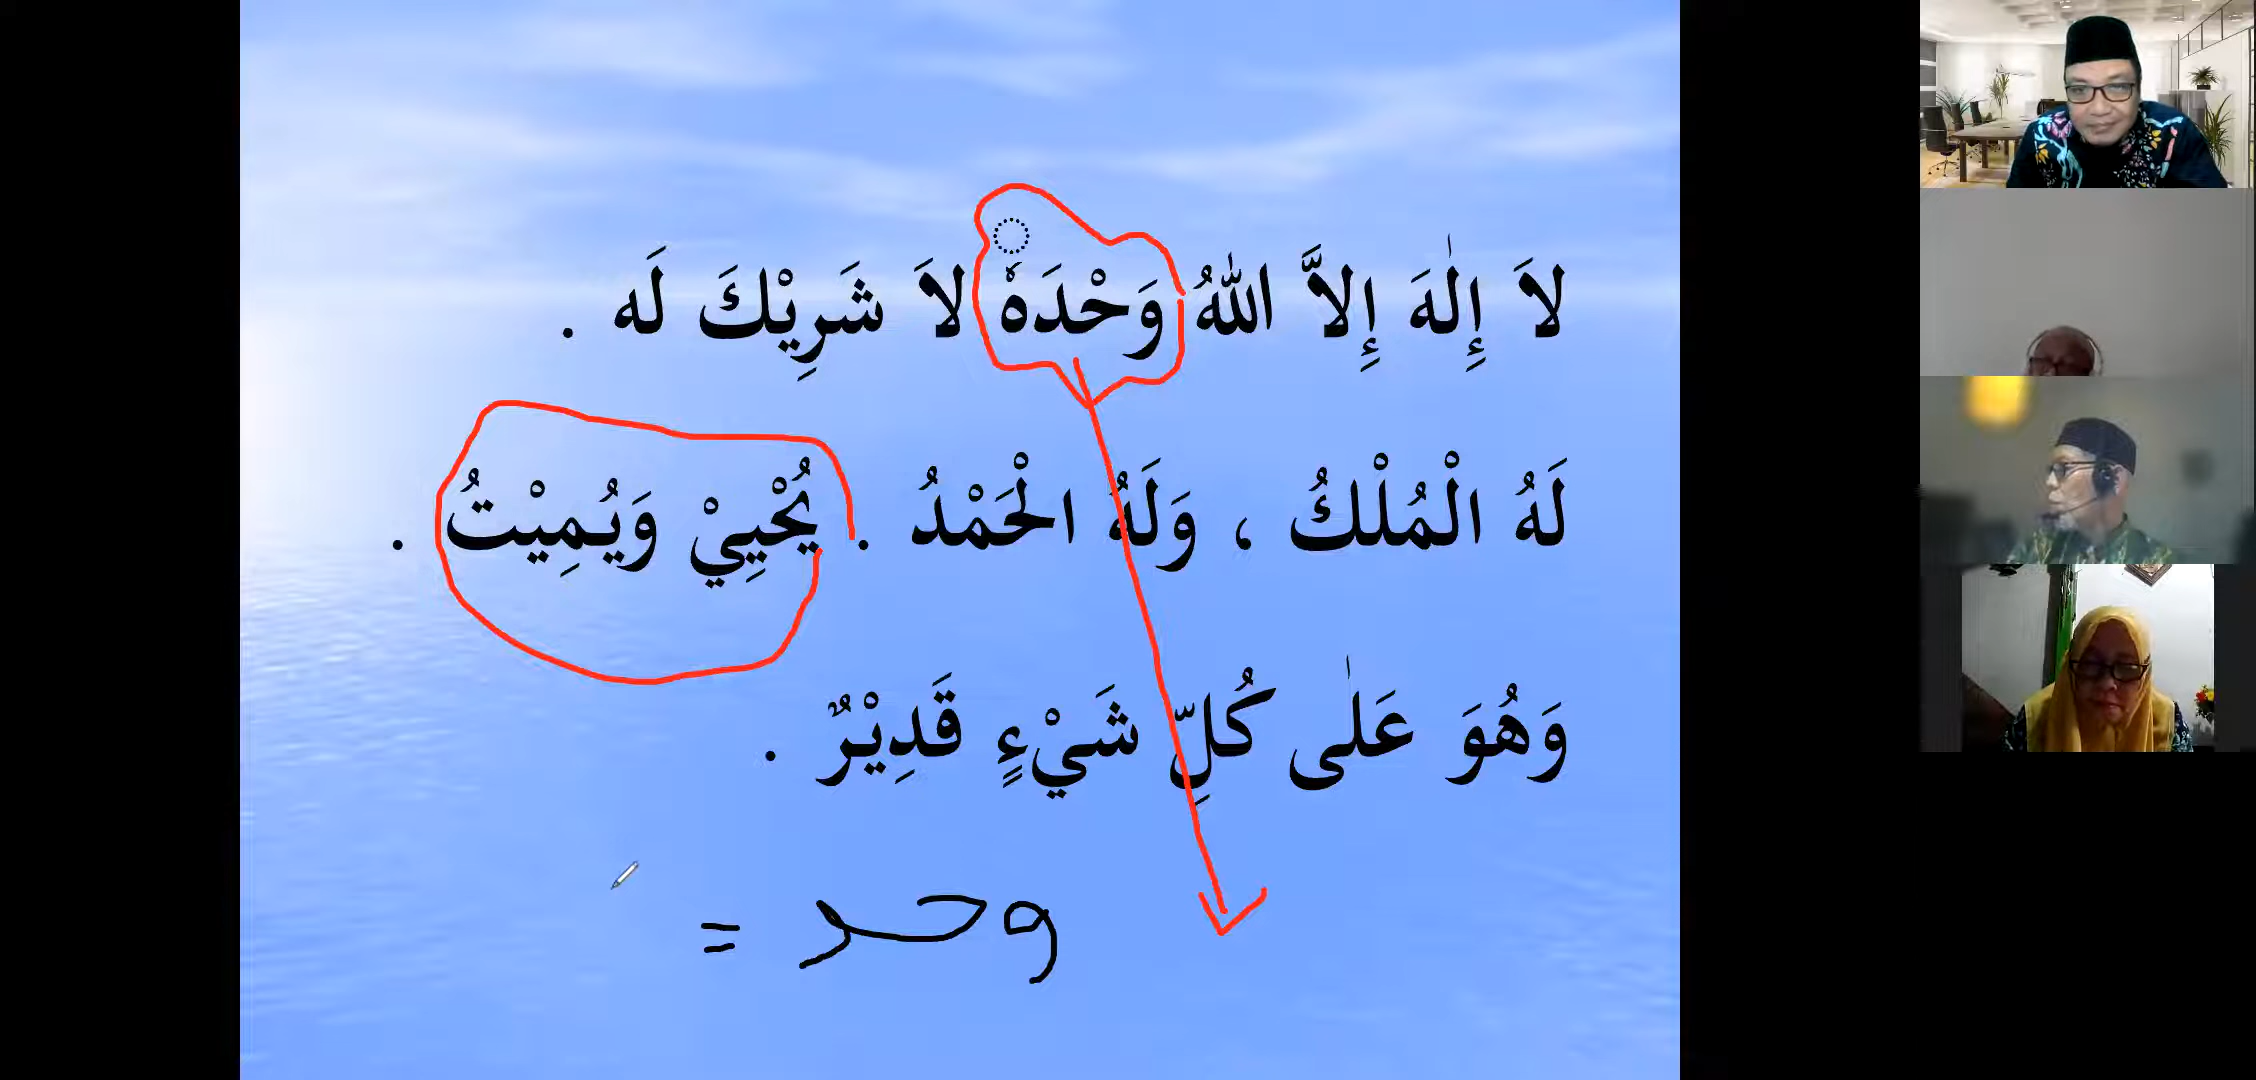 لاَ إِلٰهَ إِلاَّ اللهُ وَحْدَهٗ لاَ شَرِيْكَ لَه .
لَهُ الْمُلْكُ ، وَلَهُ الْحَمْدُ . يُحْيِيْ وَيُمِيْتُ .
وَهُوَ عَلٰى كُلِّ شَيْءٍ قَدِيْرٌ .
وحد =